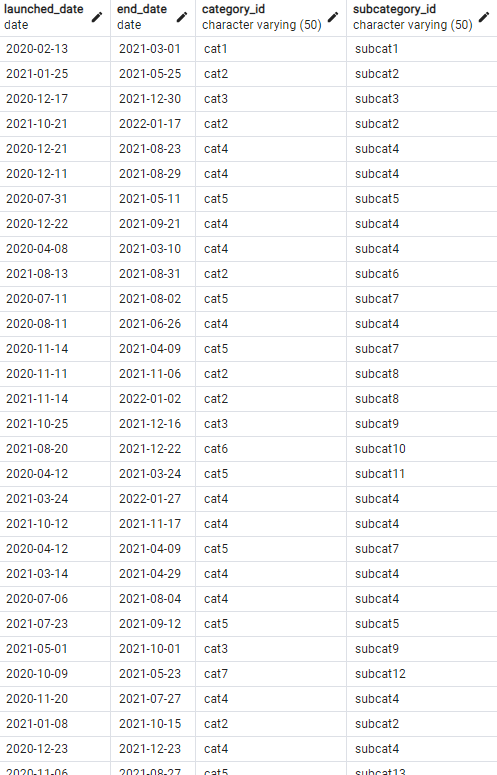 launched_date end_date category_id subcategory_id
date date character varying (50) character varying (50)
2020-02-13 2021-03-01 cat1 subcat1
2021-01-25 2021-05-25 cat2 subcat2
2020-12-17 2021-12-30 cat3 subcat3
2021-10-21 2022-01-17 cat2 subcat2
2020-12-21 2021-08-23 cat4 subcat4
2020-12-11 2021-08-29 cat4 subcat4
2020-07-31 2021-05-11 cat5 subcat5
2020-12-22 2021-09-21 cat4 subcat4
2020-04-08 2021-03-10 cat4 subcat4
2021-08-13 2021-08-31 cat2 subcat6
2020-07-11 2021-08-02 cat5 subcat7
2020-08-11 2021-06-26 cat4 subcat4
2020-11-14 2021-04-09 cat5 subcat7
2020-11-11 2021-11-06 cat2 subcat8
2021-11-14 2022-01-02 cat2 subcat8
2021-10-25 2021-12-16 cat3 subcat9
2021-08-20 2021-12-22 cat6 subcat10
2020-04-12 2021-03-24 cat5 subcat11
2021-03-24 2022-01-27 cat4 subcat4
2021-10-12 2021-11-17 cat4 subcat4
2020-04-12 2021-04-09 cat5 subcat7
2021-03-14 2021-04-29 cat4 subcat4
2020-07-06 2021-08-04 cat4 subcat4
2021-07-23 2021-09-12 cat5 subcat5
2021-05-01 2021-10-01 cat3 subcat9
2020-10-09 2021-05-23 cat7 subcat12
2020-11-20 2021-07-27 cat4 subcat4
2021-01-08 2021-10-15 cat2 subcat2
2020-12-23 2021-12-23 cat4 subcat4
2020-11-06 2021-08-27 cat5 subcat13